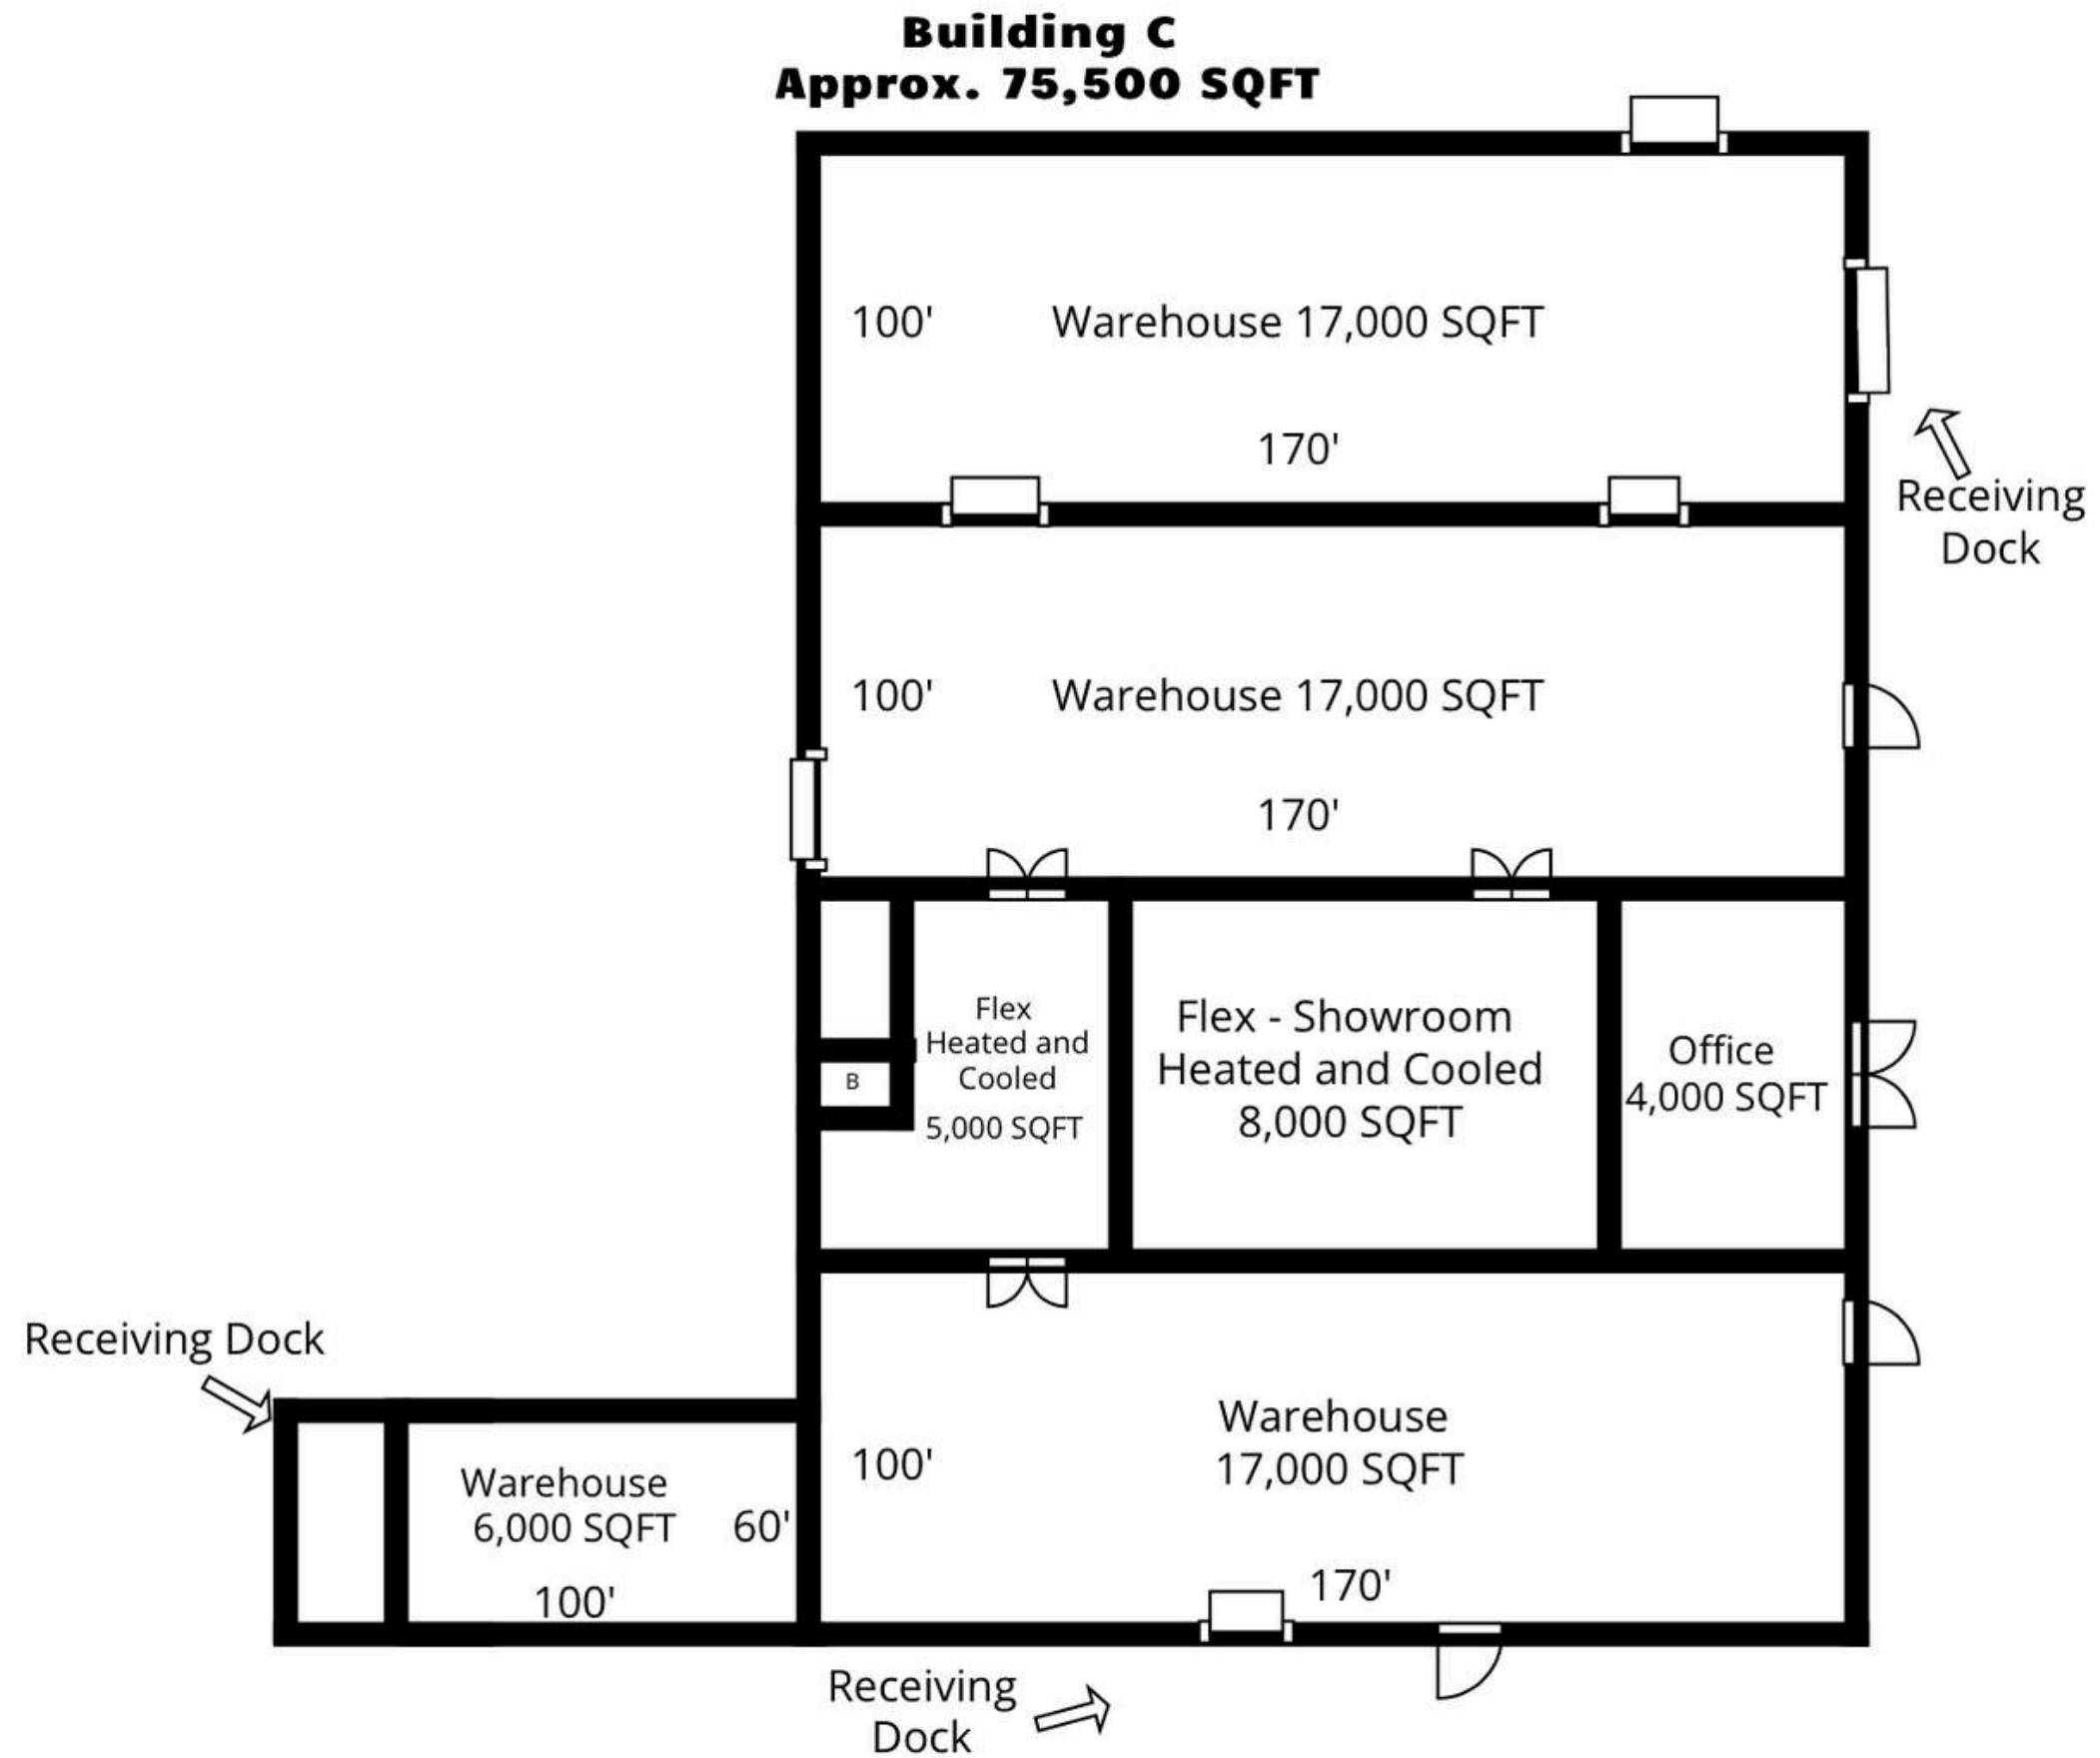 Building C
Approx. 75,500 SQFT
100' Warehouse 17,000 SQFT
170'
Receiving
Dock
100' Warehouse 17,000 SQFT
170'
Flex
Heated and
Cooled
5,000 SQFT
B
Flex - Showroom
Heated and Cooled
8,000 SQFT
Office
4,000 SQFT
Receiving Dock
Warehouse
6,000 SQFT 60'
100'
Warehouse
17,000 SQFT
100'
170'
Receiving
Dock